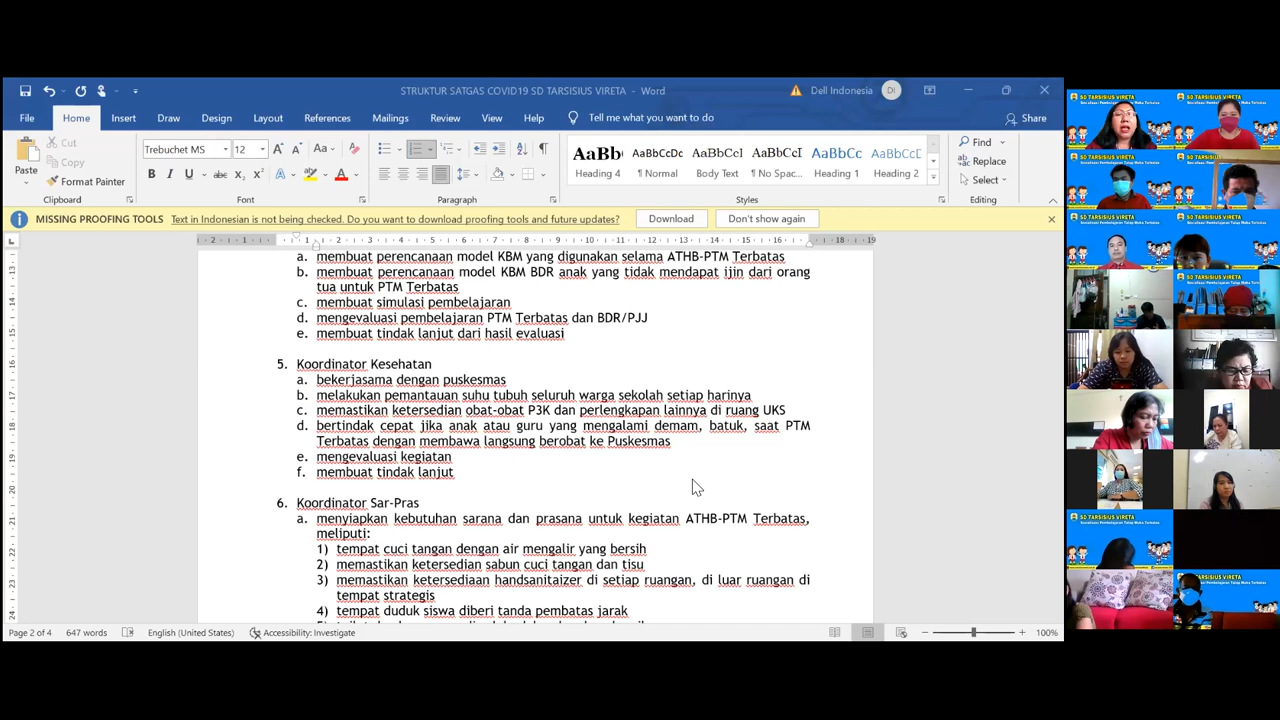 STRUKTUR SATGAS COVID19 SD TARSISIUS VIRETA - Word
Dell Indonesia
DI
File Home Insert Draw Design Layout References Mailings Review View Help Tell me what you want to do Share
Paste
Cut
Copy
Format Painter
Clipboard
Trebuchet MS 12
Font
Paragraph
AaBb AaBbCcDc AaBbCcDd AaBbCcDc AaBbCc AaBbCcD
Heading 4 ¶ Normal Body Text ¶ No Spac... Heading 1 Heading 2
Styles
Find
Replace
Select
Editing
MISSING PROOFING TOOLS Text in Indonesian is not being checked. Do you want to download proofing tools and future updates? Download Don't show again
a. membuat perencanaan model KBM yang digunakan selama ATHB-PTM Terbatas
b. membuat perencanaan model KBM BDR anak yang tidak mendapat ijin dari orang
tua untuk PTM Terbatas
c. membuat simulasi pembelajaran
d. mengevaluasi pembelajaran PTM Terbatas dan BDR/PJJ
e. membuat tindak lanjut dari hasil evaluasi
5. Koordinator Kesehatan
a. bekerjasama dengan puskesmas
b. melakukan pemantauan suhu tubuh seluruh warga sekolah setiap harinya
c. memastikan ketersedian obat-obat P3K dan perlengkapan lainnya di ruang UKS
d. bertindak cepat jika anak atau guru yang mengalami demam, batuk, saat PTM
Terbatas dengan membawa langsung berobat ke Puskesmas
e. mengevaluasi kegiatan
f. membuat tindak lanjut
6. Koordinator Sar-Pras
a. menyiapkan kebutuhan sarana dan prasana untuk kegiatan ATHB-PTM Terbatas,
meliputi:
1) tempat cuci tangan dengan air mengalir yang bersih
2) memastikan ketersedian sabun cuci tangan dan tisu
3) memastikan ketersediaan handsanitaizer di setiap ruangan, di luar ruangan di
tempat strategis
4) tempat duduk siswa diberi tanda pembatas jarak
Page 2 of 4 647 words English (United States) Accessibility: Investigate 100%
SD TARSISIUS VIRETA
SD TARSISIUS VIRETA